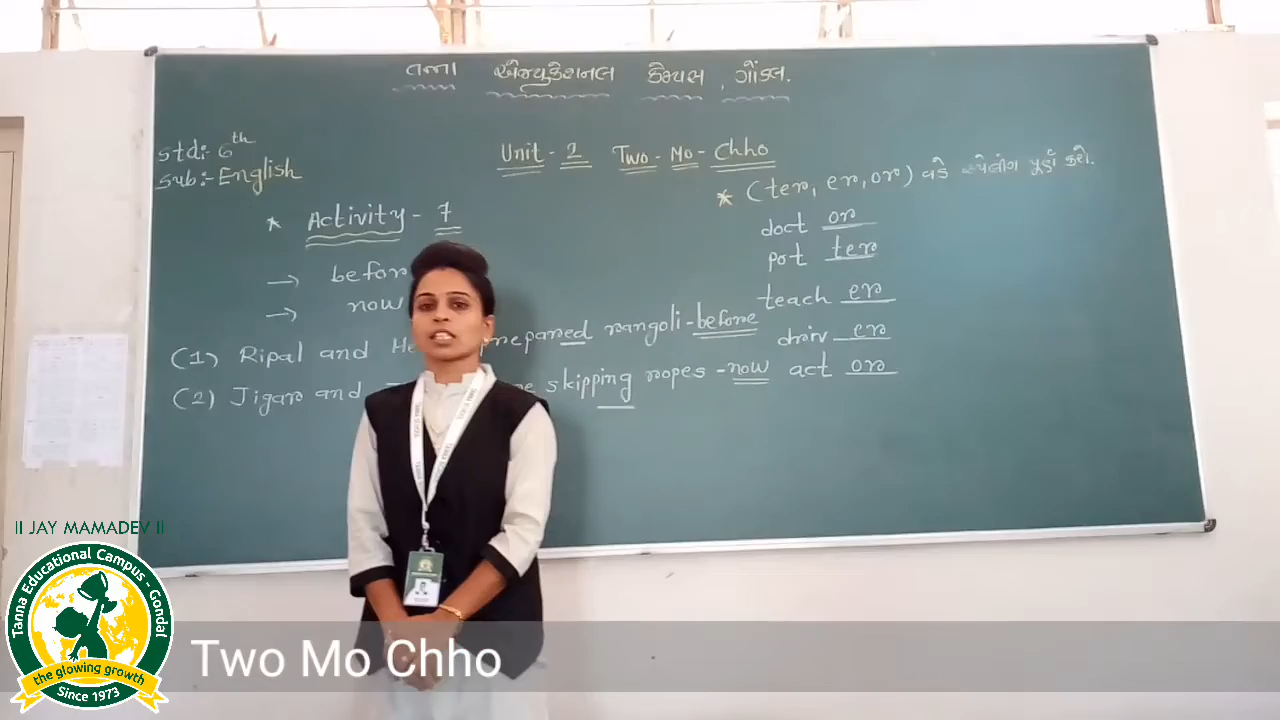 તન્ના એજ્યુકેશનલ કેમ્પસ , ગોંડલ.
std:- 6th
Sub:- English
Unit - 2 Two - Mo - Chho
* Activity - 7
→ before
→ now
(1) Ripal and He prepared rangoli - before
(2) Jigar and skipping ropes - now
* (ter, er, or) વડે સ્પેલીંગ પૂર્ણ કરો.
doct or
pot ter
teach er
driv er
act or
II JAY MAMADEV II
Tanna Educational Campus - Gondal
the glowing growth
Since 1973
Two Mo Chho